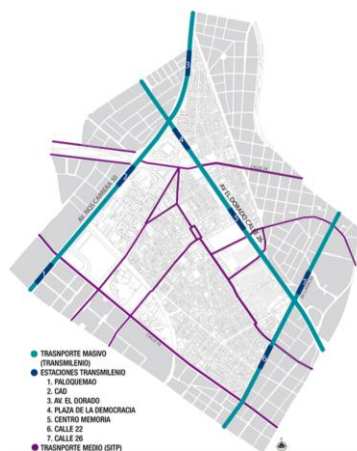 3
AV. NQS CARRERA 30
AV. EL DORADO CALLE 26
TRASNPORTE MASIVO
(TRANSMILENIO)
ESTACIONES TRANSMILENIO
1. PALOQUEMAO
2. CAD
3. AV. EL DORADO
4. PLAZA DE LA DEMOCRACIA
5. CENTRO MEMORIA
6. CALLE 22
7. CALLE 26
TRASNPORTE MEDIO (SITP)